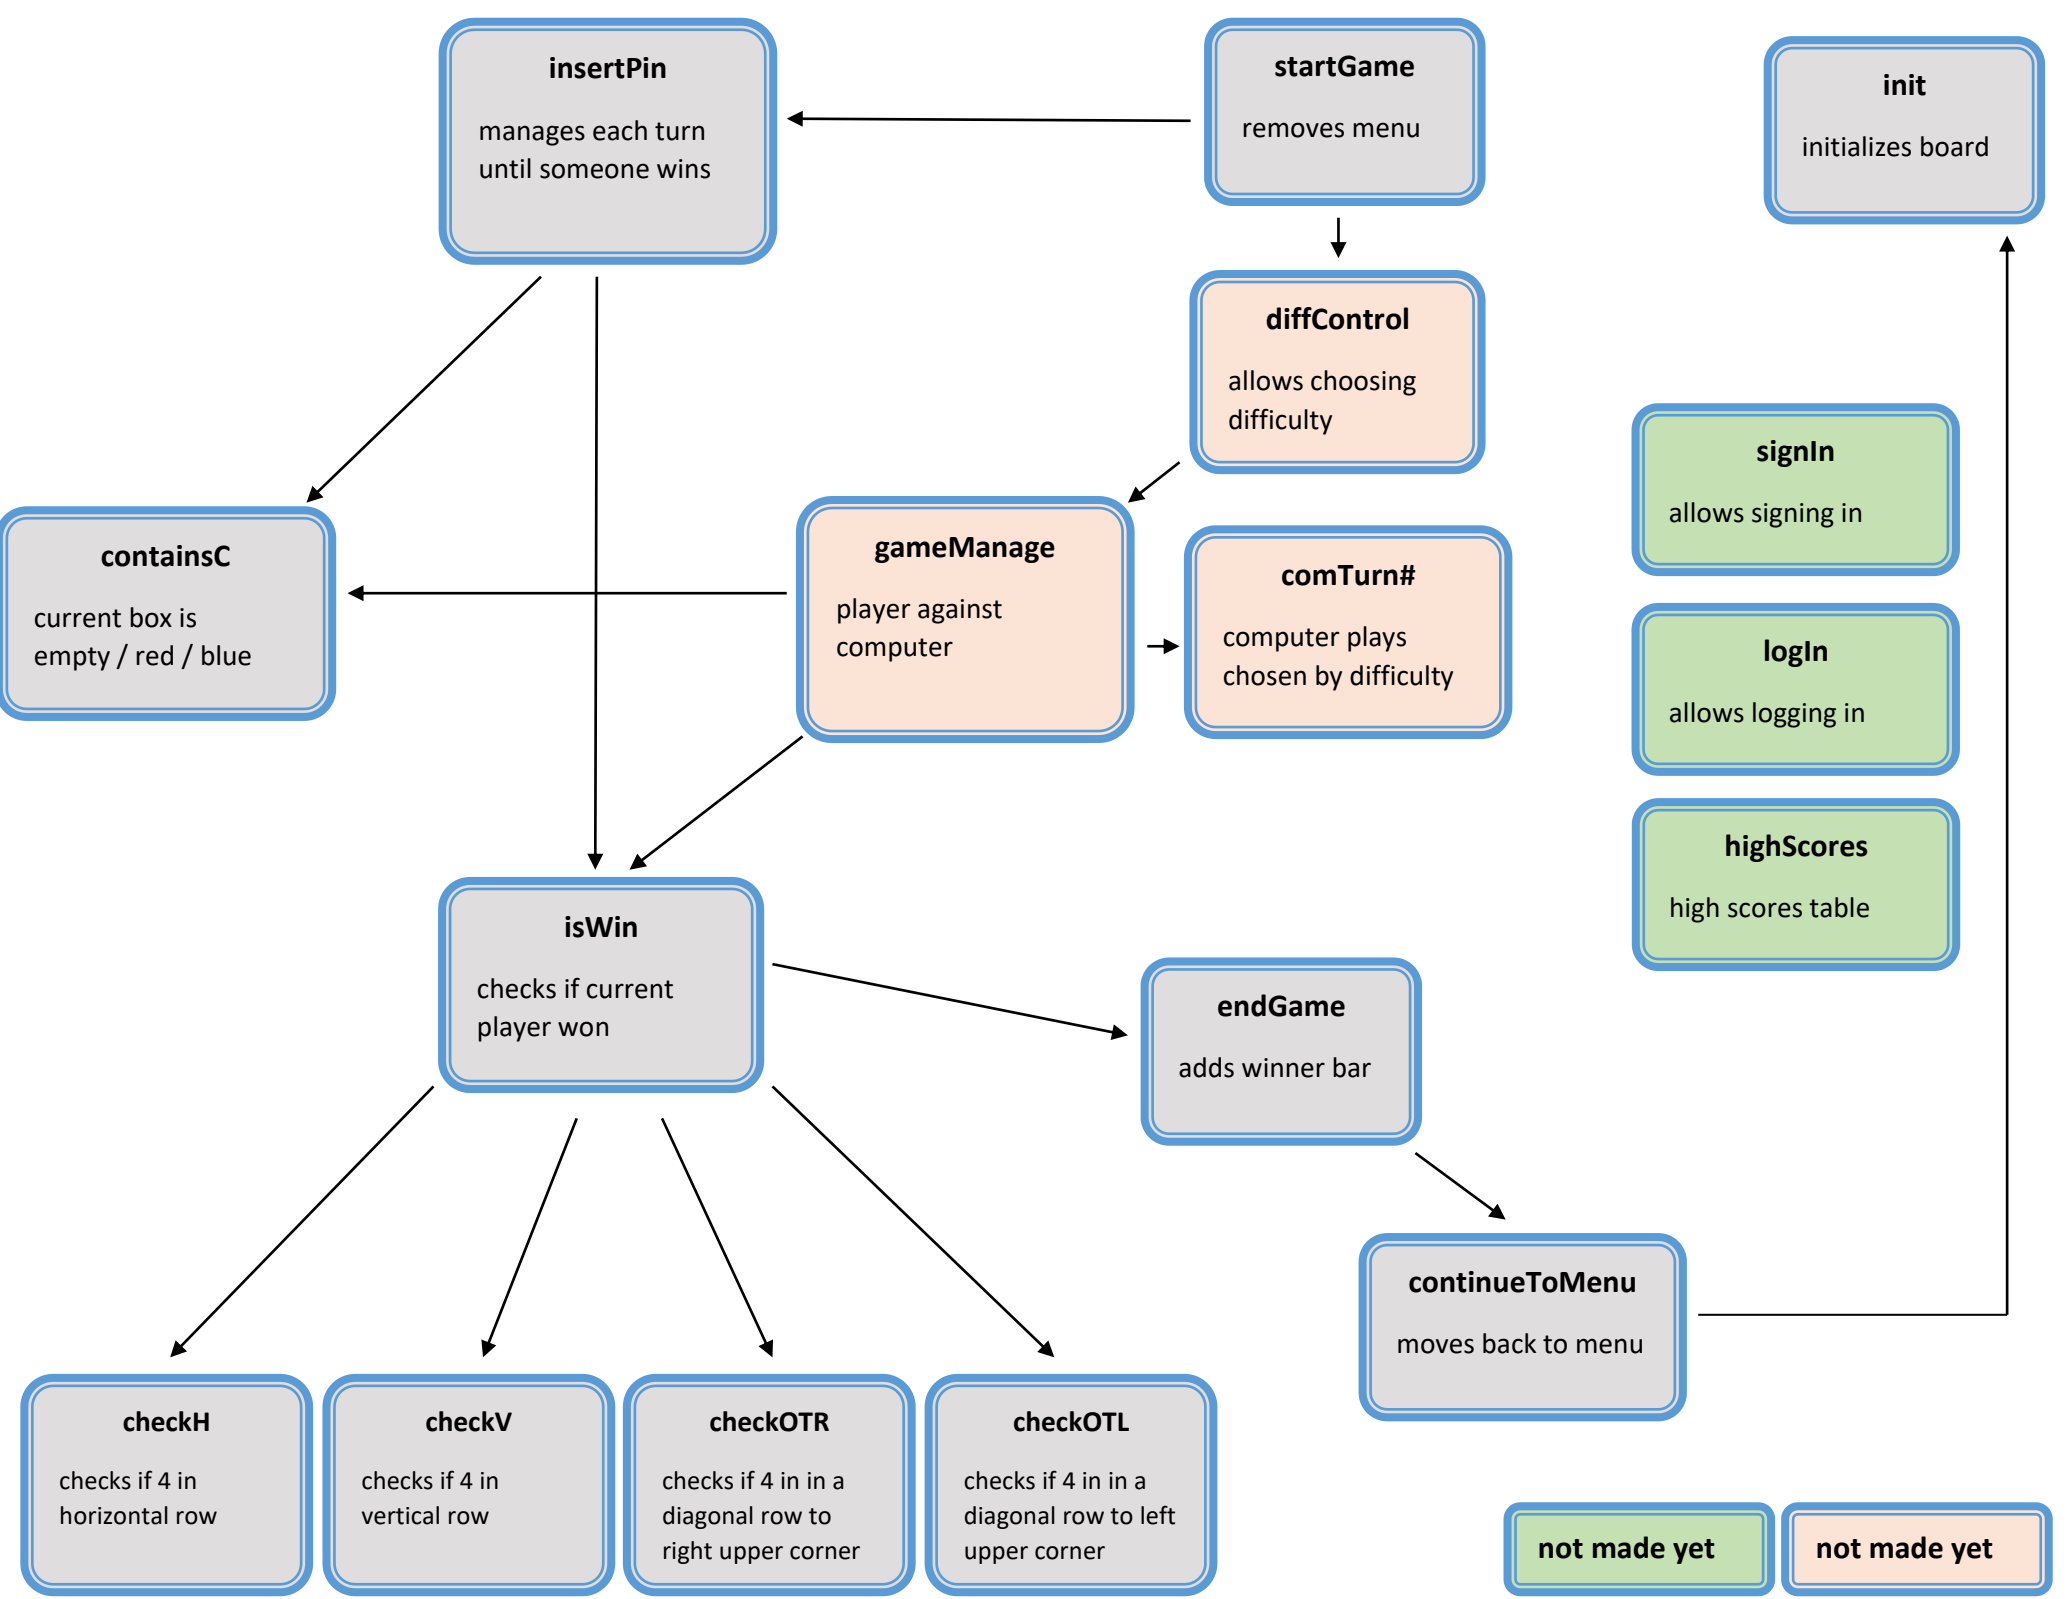 insertPin
manages each turn
until someone wins
startGame
removes menu
init
initializes board
diffControl
allows choosing
difficulty
signIn
allows signing in
containsC
current box is
empty / red / blue
gameManage
player against
computer
comTurn#
computer plays
chosen by difficulty
logIn
allows logging in
highScores
high scores table
isWin
checks if current
player won
endGame
adds winner bar
continueToMenu
moves back to menu
checkH
checks if 4 in
horizontal row
checkV
checks if 4 in
vertical row
checkOTR
checks if 4 in in a
diagonal row to
right upper corner
checkOTL
checks if 4 in in a
diagonal row to left
upper corner
not made yet
not made yet